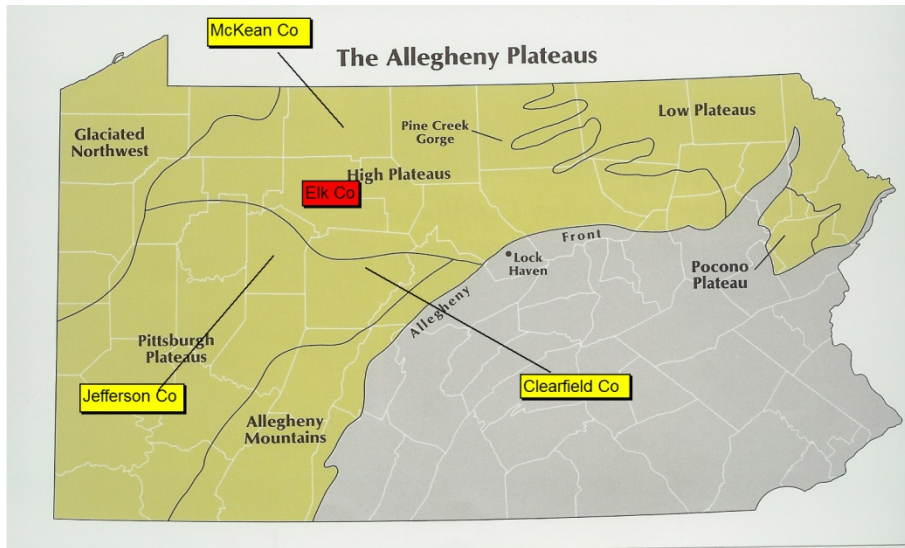 McKean Co
The Allegheny Plateaus
Glaciated
Northwest
Pine Creek
Gorge
Low Plateaus
High Plateaus
Elk Co
Front
Lock
Haven
Allegheny
Pocono
Plateau
Pittsburgh
Plateaus
Jefferson Co
Clearfield Co
Allegheny
Mountains